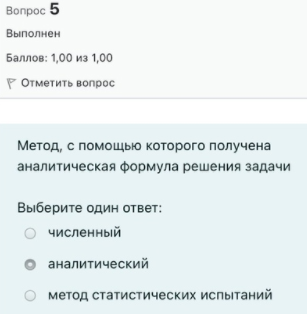 Вопрос 5
Выполнен
Баллов: 1,00 из 1,00
Отметить вопрос
Метод, с помощью которого получена
аналитическая формула решения задачи
Выберите один ответ:
численный
аналитический
метод статистических испытаний